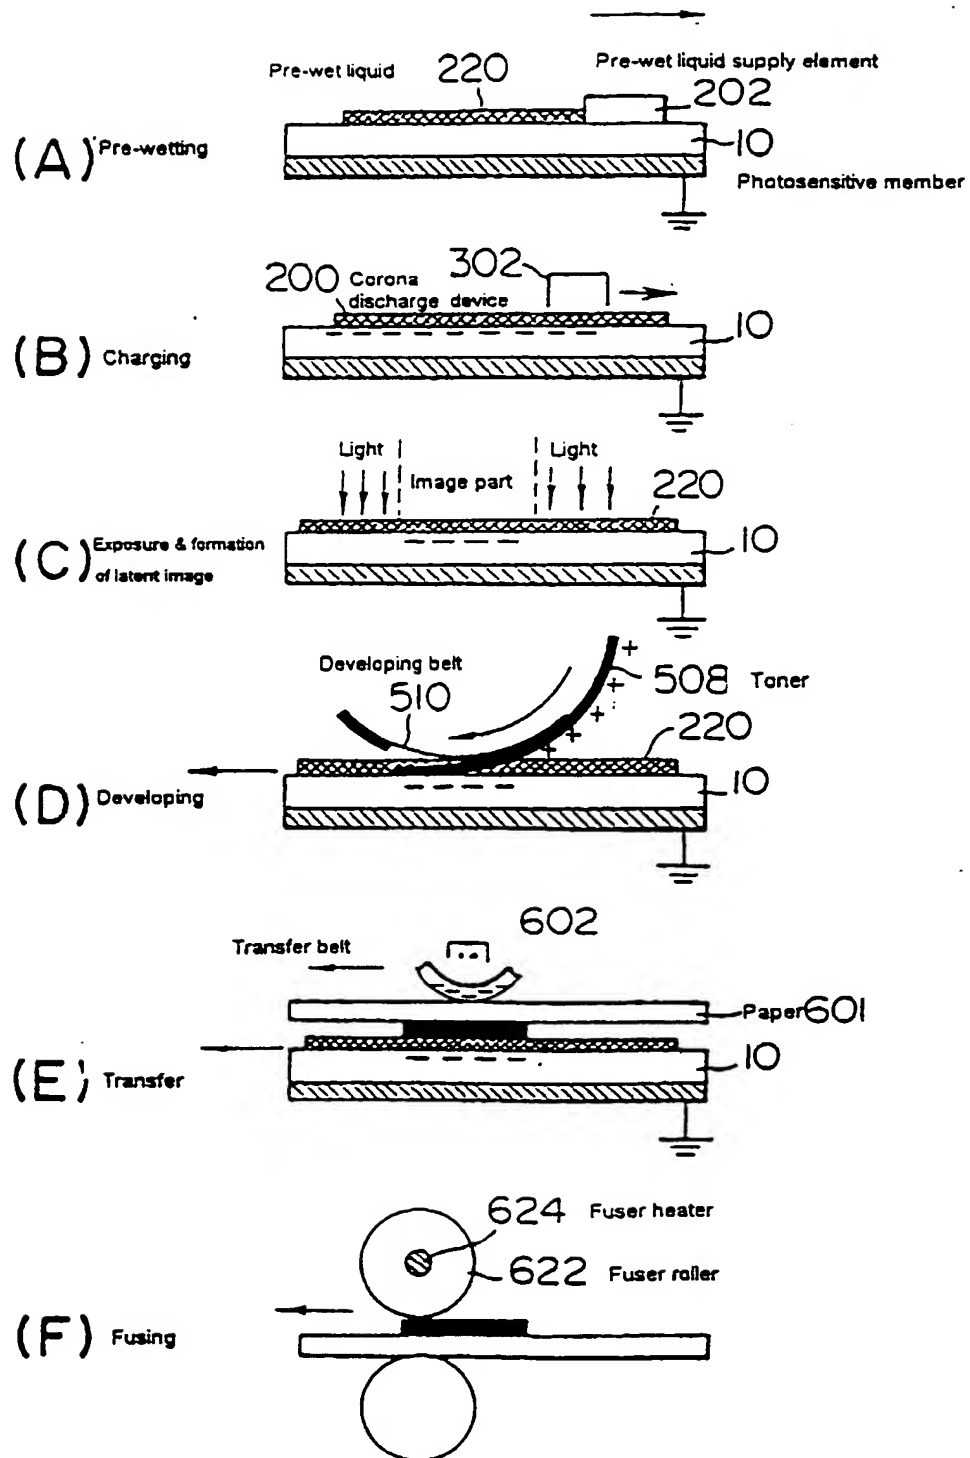 Pre-wet liquid 220 Pre-wet liquid supply element
202
(A) Pre-wetting
10
Photosensitive member
200 Corona
discharge device
302
(B) Charging
10
Light Image part Light
220
(C) Exposure & formation
of latent image
10
Developing belt
510
508 Toner
220
(D) Developing
10
602
Transfer belt
Paper 601
(E) Transfer
10
624 Fuser heater
622 Fuser roller
(F) Fusing